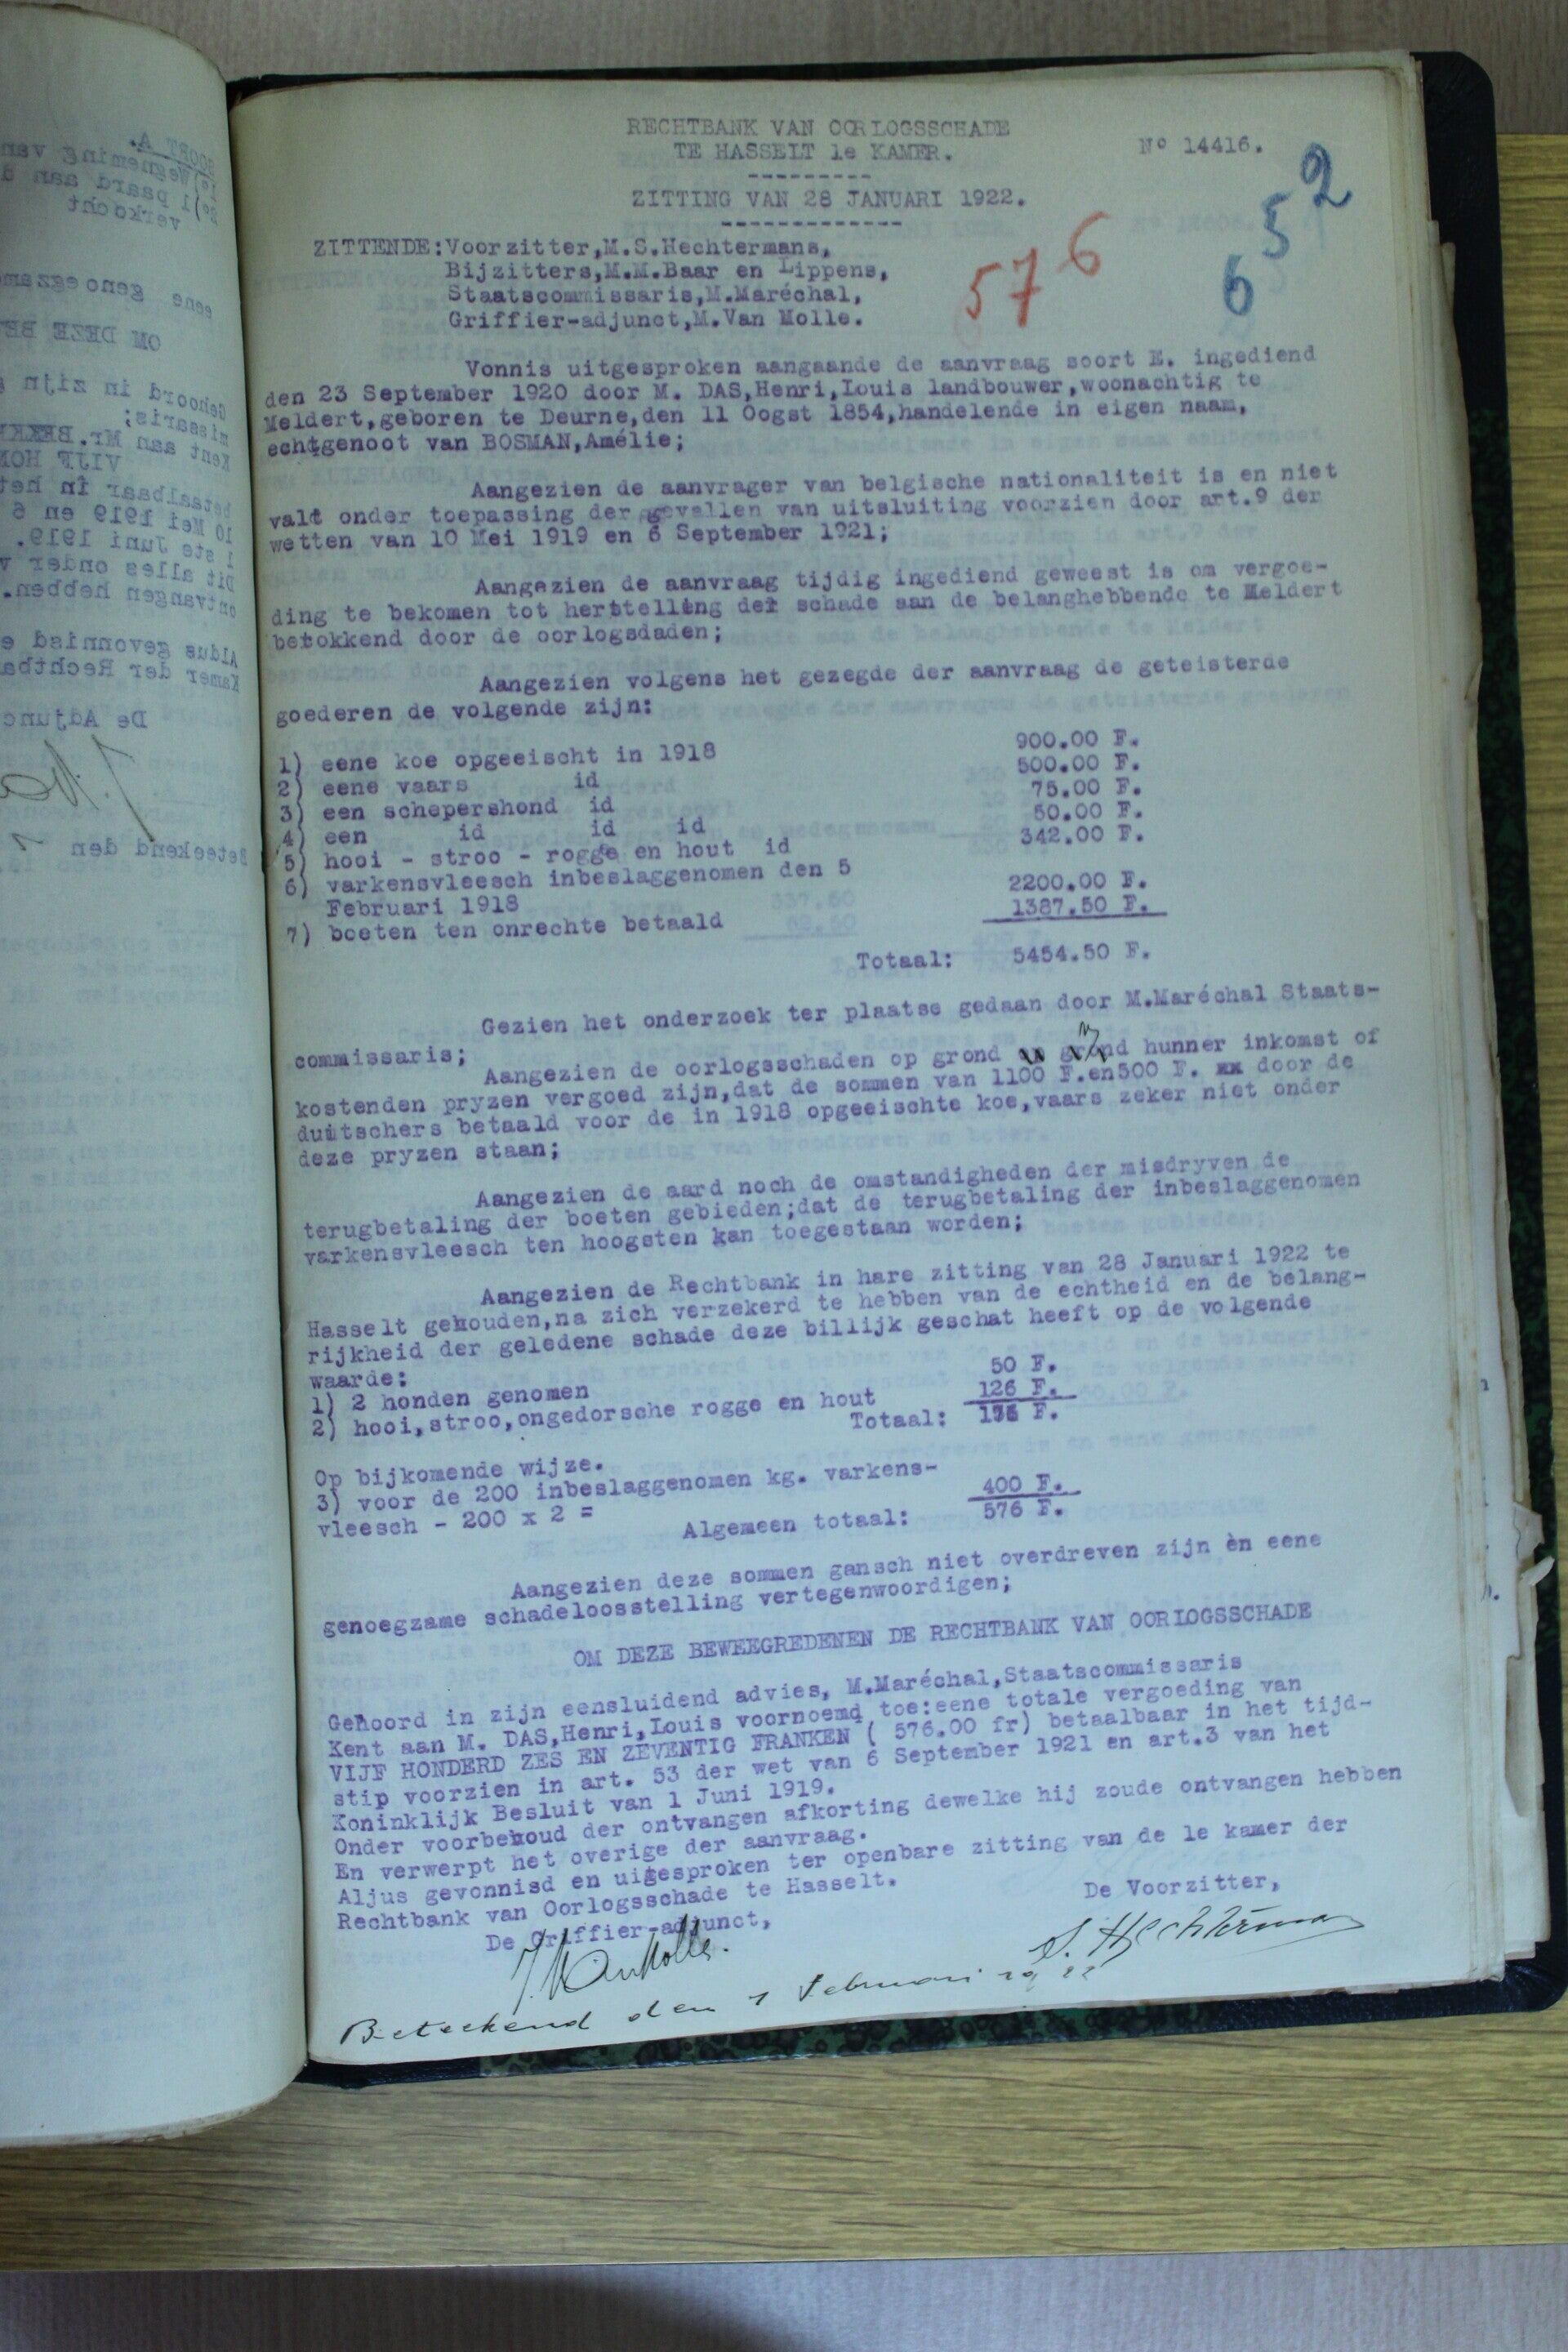 RECHTBANK VAN OORLOGSSCHADE
TE HASSELT 1e KAMER.
Nº 14416.
ZITTING VAN 28 JANUARI 1922.
652
576
ZITTENDE:Voorzitter,M.S.Hechtermans,
Bijzitters,M.M.Baar en Lippens,
Staatscommissaris,M.Maréchal,
Griffier-adjunct,M.Van Molle.
Vonnis uitgesproken aangaande de aanvraag soort E. ingediend
den 23 September 1920 door M. DAS,Henri,Louis landbouwer,woonachtig te
Meldert,geboren te Deurne,den 11 Oogst 1854,handelende in eigen naam,
echtgenoot van BOSMAN,Amélie;
Aangezien de aanvrager van belgische nationaliteit is en niet
valt onder toepassing der gevallen van uitsluiting voorzien door art.9 der
wetten van 10 Mei 1919 en 6 September 1921;
Aangezien de aanvraag tijdig ingediend geweest is om vergoe-
ding te bekomen tot herstelling der schade aan de belanghebbende te Meldert
berokkend door de oorlogsdaden;
Aangezien volgens het gezegde der aanvraag de geteisterde
goederen de volgende zijn:
1) eene koe opgeeischt in 1918 900.00 F.
2) eene vaars id 500.00 F.
3) een schepershond id 75.00 F.
4) een id id id 50.00 F.
5) hooi - stroo - rogge en hout id 342.00 F.
6) varkensvleesch inbeslaggenomen den 5
Februari 1918 2200.00 F.
7) boeten ten onrechte betaald 1387.50 F.
Totaal: 5454.50 F.
Gezien het onderzoek ter plaatse gedaan door M.Maréchal Staats-
commissaris;
Aangezien de oorlogsschaden op grond hunner inkomst of
kostenden pryzen vergoed zijn,dat de sommen van 1100 F.en500 F. xx door de
duitschers betaald voor de in 1918 opgeeischte koe,vaars zeker niet onder
deze pryzen staan;
Aangezien de aard noch de omstandigheden der misdryven de
terugbetaling der boeten gebieden;dat de terugbetaling der inbeslaggenomen
varkensvleesch ten hoogsten kan toegestaan worden;
Aangezien de Rechtbank in hare zitting van 28 Januari 1922 te
Hasselt gehouden,na zich verzekerd te hebben van de echtheid en de belang-
rijkheid der geledene schade deze billijk geschat heeft op de volgende
waarde:
1) 2 honden genomen 50 F.
2) hooi,stroo,ongedorsche rogge en hout 126 F.
Totaal: 176 F.
Op bijkomende wijze.
3) voor de 200 inbeslaggenomen kg. varkens-
vleesch - 200 x 2 = 400 F.
Algemeen totaal: 576 F.
Aangezien deze sommen gansch niet overdreven zijn èn eene
genoegzame schadeloosstelling vertegenwoordigen;
OM DEZE BEWEEGREDENEN DE RECHTBANK VAN OORLOGSSCHADE
Gehoord in zijn eensluidend advies, M.Maréchal,Staatscommissaris
Kent aan M. DAS,Henri,Louis voornoemd toe:eene totale vergoeding van
VIJF HONDERD ZES EN ZEVENTIG FRANKEN ( 576.00 fr) betaalbaar in het tijd-
stip voorzien in art. 53 der wet van 6 September 1921 en art.3 van het
Koninklijk Besluit van 1 Juni 1919.
Onder voorbehoud der ontvangen afkorting dewelke hij zoude ontvangen hebben
En verwerpt het overige der aanvraag.
Aljus gevonnisd en uitgesproken ter openbare zitting van de 1e kamer der
Rechtbank van Oorlogsschade te Hasselt.
De Voorzitter,
De Griffier-adjunct,
J. Van Molle.
S. Hechtermans
Beteekend den 1 Februari 1922